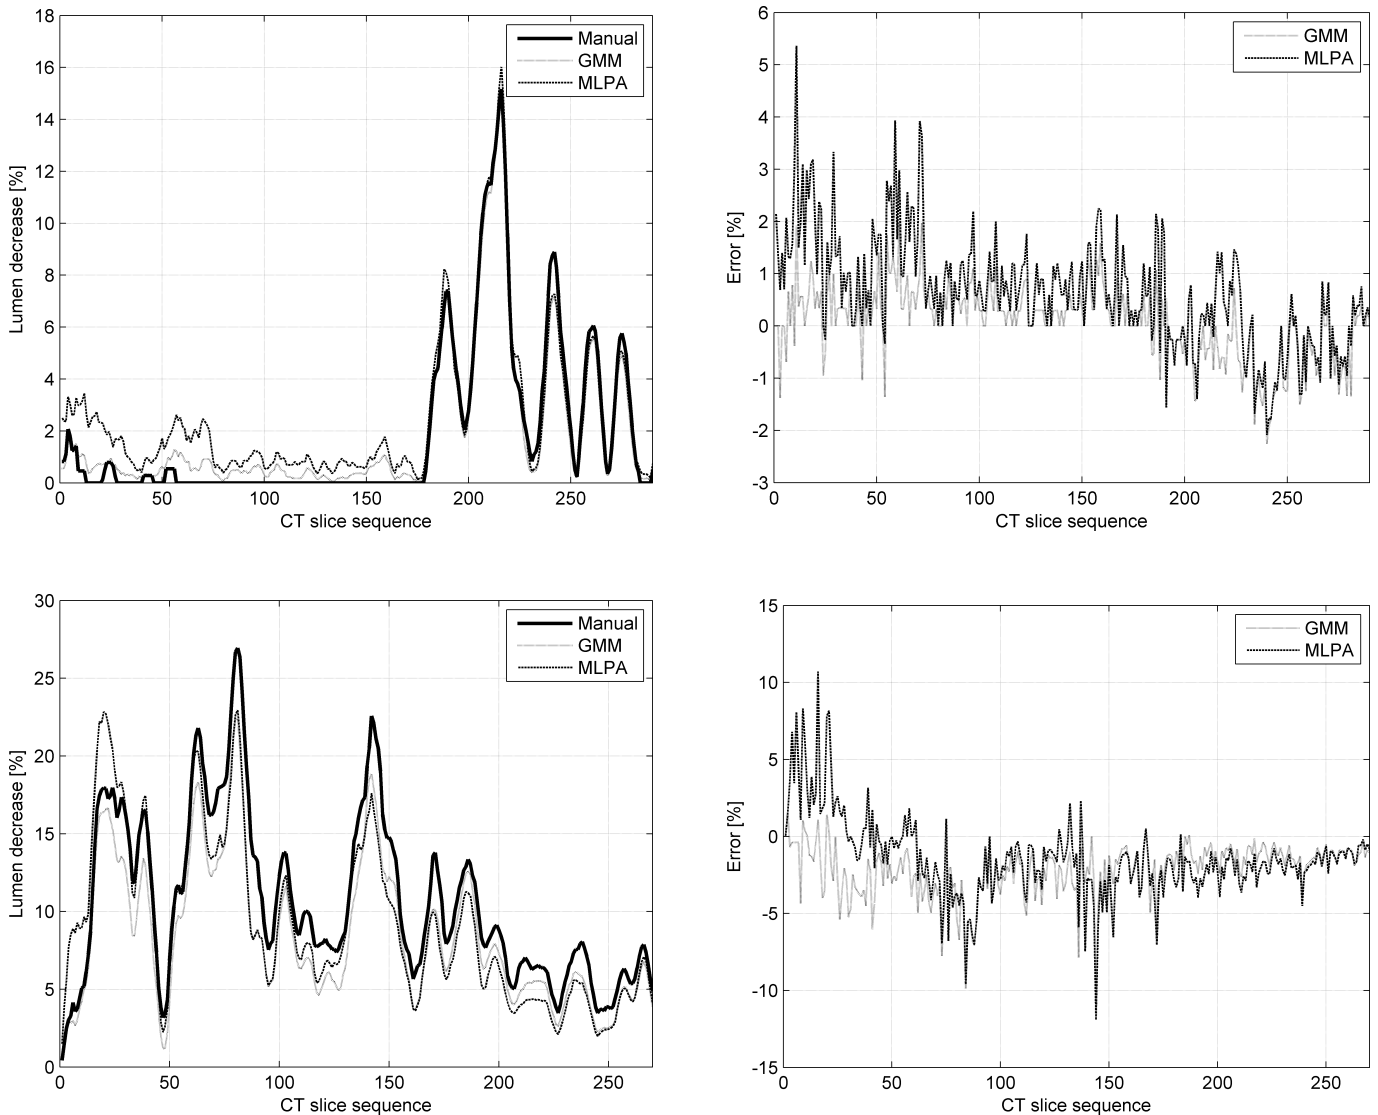 18
16
14
12
10
8
6
4
2
0
Lumen decrease [%]
0 50 100 150 200 250
CT slice sequence
Manual
GMM
MLPA
6
5
4
3
2
1
0
-1
-2
-3
Error [%]
0 50 100 150 200 250
CT slice sequence
GMM
MLPA
30
25
20
15
10
5
0
Lumen decrease [%]
0 50 100 150 200 250
CT slice sequence
Manual
GMM
MLPA
15
10
5
0
-5
-10
-15
Error [%]
0 50 100 150 200 250
CT slice sequence
GMM
MLPA